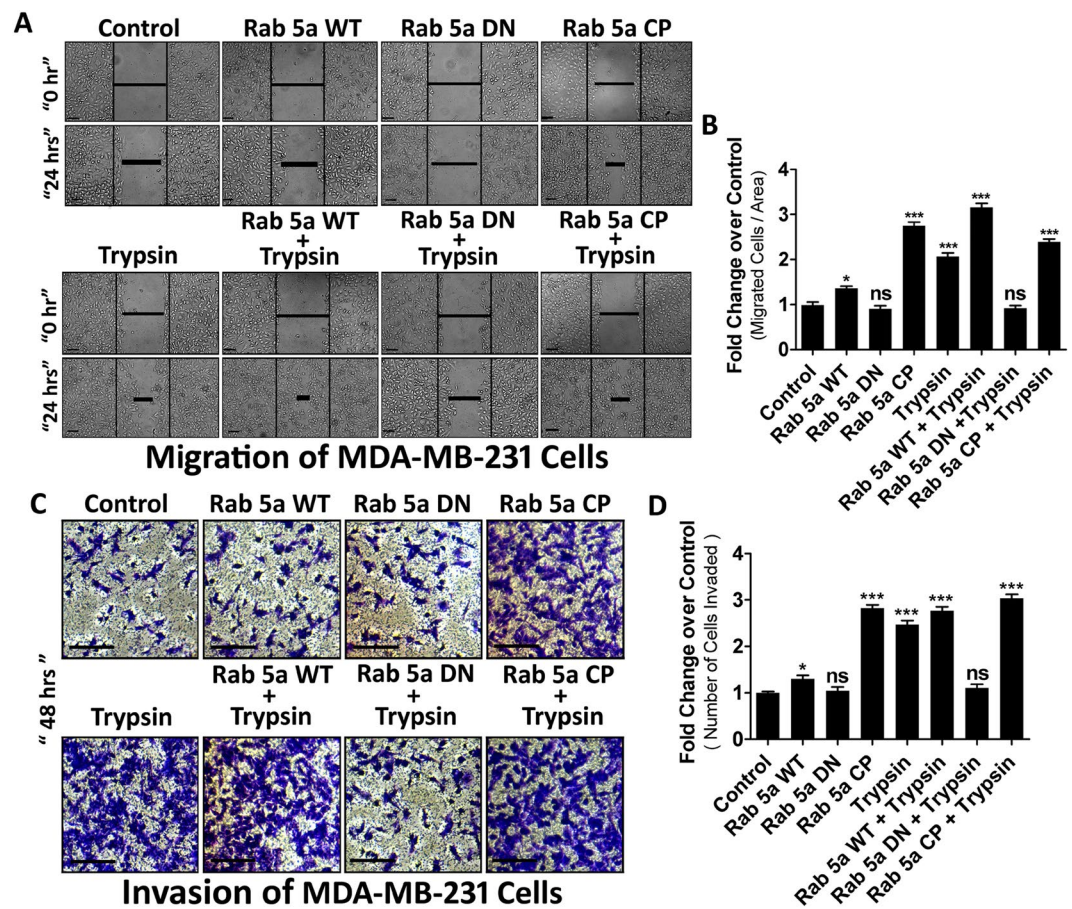 A
Control Rab 5a WT Rab 5a DN Rab 5a CP
“0 hr”
“24 hrs”
Rab 5a WT Rab 5a DN Rab 5a CP
+ + +
Trypsin Trypsin Trypsin Trypsin
“0 hr”
“24 hrs”
Migration of MDA-MB-231 Cells
B
Fold Change over Control
(Migrated Cells / Area)
4
3
2
1
0
* ns *** *** *** ns ***
Control
Rab 5a WT
Rab 5a DN
Rab 5a CP
Trypsin
Rab 5a WT + Trypsin
Rab 5a DN +Trypsin
Rab 5a CP + Trypsin
C
Control Rab 5a WT Rab 5a DN Rab 5a CP
“ 48 hrs ”
Rab 5a WT Rab 5a DN Rab 5a CP
+ + +
Trypsin Trypsin Trypsin Trypsin
Invasion of MDA-MB-231 Cells
D
Fold Change over Control
( Number of Cells Invaded )
4
3
2
1
0
* ns *** *** *** ns ***
Control
Rab 5a WT
Rab 5a DN
Rab 5a CP
Trypsin
Rab 5a WT + Trypsin
Rab 5a DN + Trypsin
Rab 5a CP + Trypsin